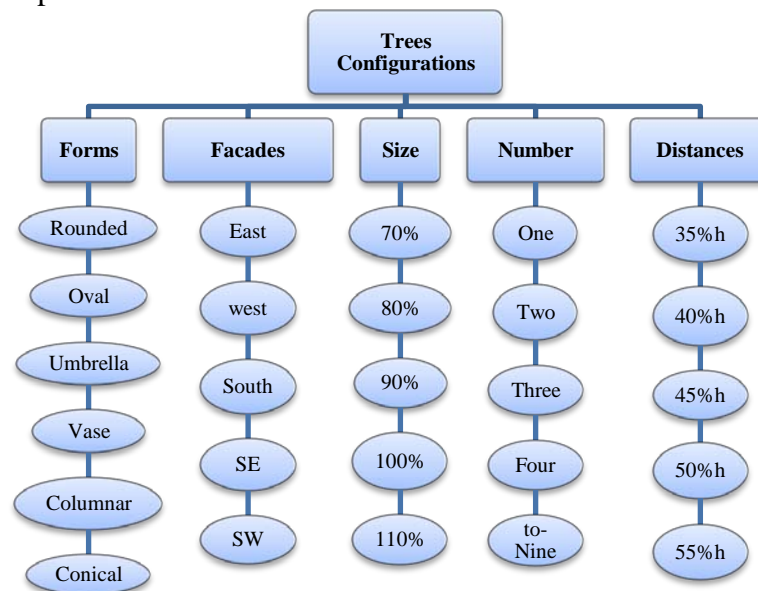 Trees
Configurations
Forms
Facades
Size
Number
Distances
Rounded
East
70%
One
35%h
Oval
west
80%
Two
40%h
Umbrella
South
90%
Three
45%h
Vase
SE
100%
Four
50%h
Columnar
SW
110%
to-
Nine
55%h
Conical